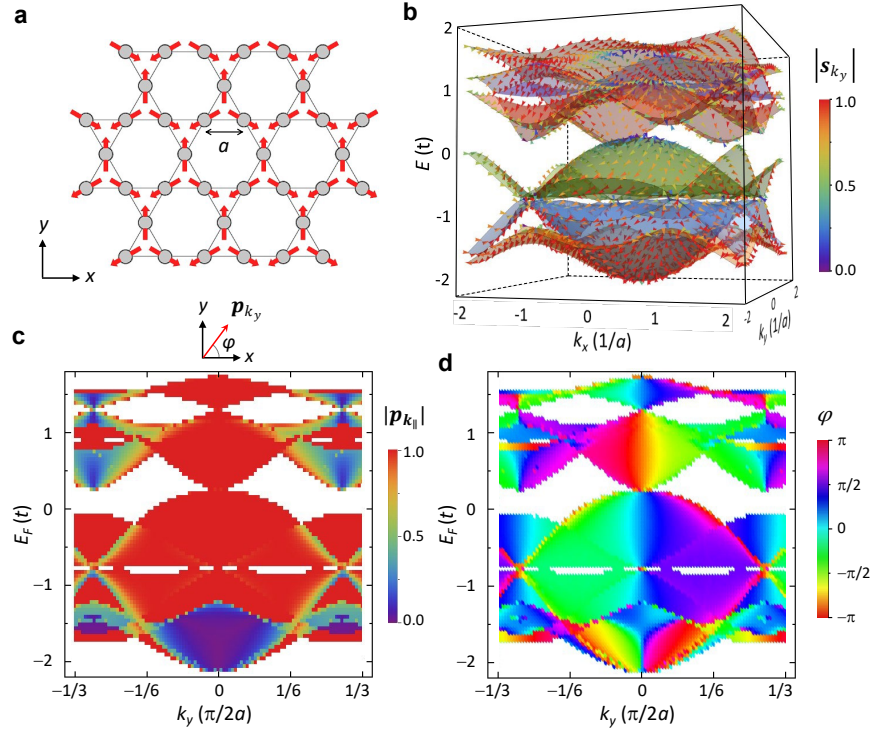 a
a
y
x
b
2
1
0
-1
-2
E (t)
-2
-1
0
1
2
k_x (1/a)
-2
0
2
k_y (1/a)
|s_{k_y}|
1.0
0.5
0.0
y
p_{k_y}
φ
x
c
1
0
−1
−2
E_F (t)
−1/3
−1/6
0
1/6
1/3
k_y (π/2a)
|p_{k_∥}|
1.0
0.5
0.0
d
1
0
−1
−2
E_F (t)
−1/3
−1/6
0
1/6
1/3
k_y (π/2a)
φ
π
π/2
0
−π/2
−π